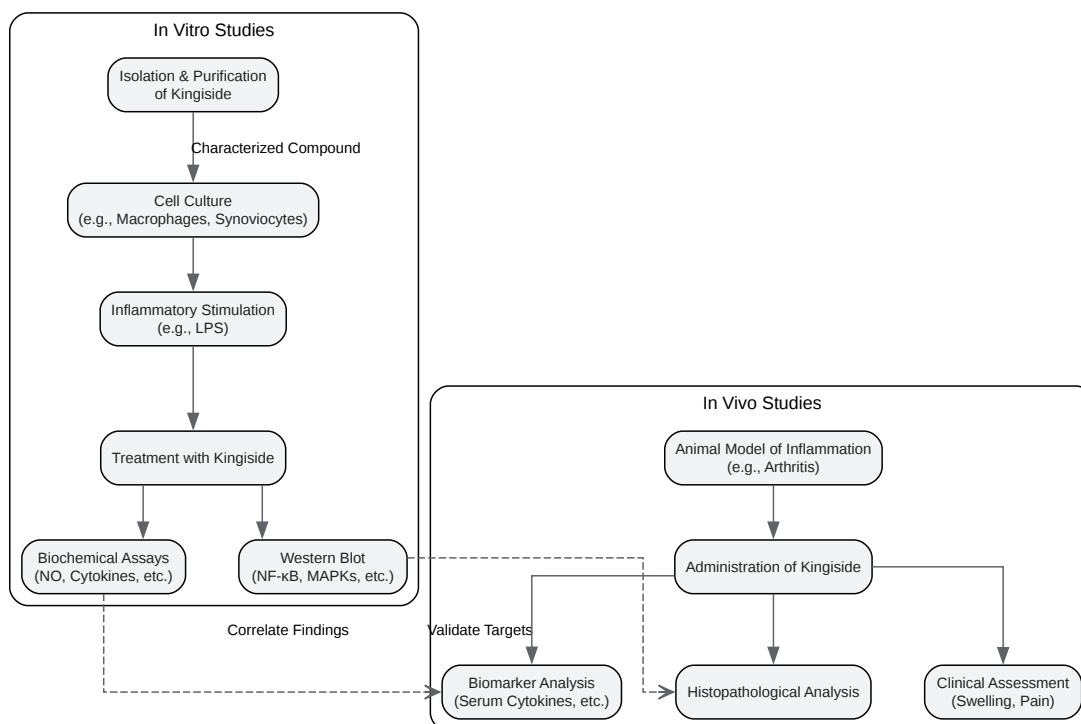 In Vitro Studies
Isolation & Purification
of Kingiside
Characterized Compound
Cell Culture
(e.g., Macrophages, Synoviocytes)
Inflammatory Stimulation
(e.g., LPS)
Treatment with Kingiside
Biochemical Assays
(NO, Cytokines, etc.)
Western Blot
(NF-κB, MAPKs, etc.)
Correlate Findings
Validate Targets
In Vivo Studies
Animal Model of Inflammation
(e.g., Arthritis)
Administration of Kingiside
Biomarker Analysis
(Serum Cytokines, etc.)
Histopathological Analysis
Clinical Assessment
(Swelling, Pain)